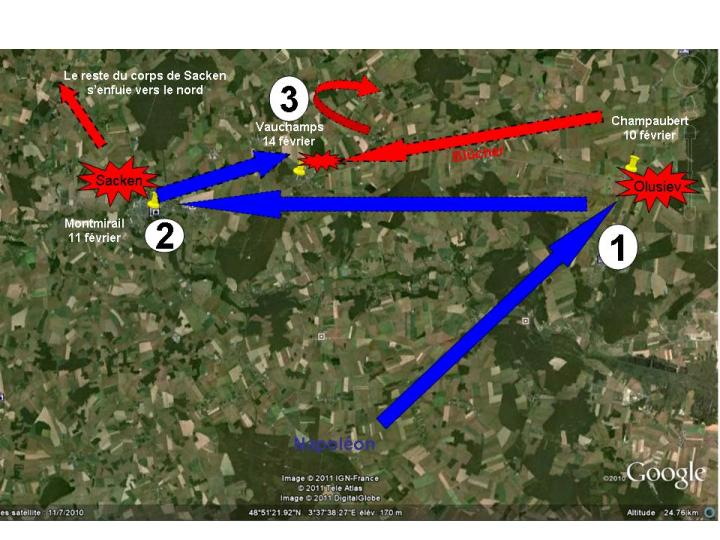 Le reste du corps de Sacken
s'enfuie vers le nord
3
Vauchamps
14 février
Champaubert
10 février
Blücher
Sacken
Olusiev
Montmirail
11 février
2
1
Napoléon
Image © 2011 IGN-France
© 2011 Tele Atlas
Image © 2011 DigitalGlobe
©2010 Google
es satellite : 11/7/2010 48°51'21.92"N 3°37'38.27"E élév. 170 m Altitude 24.76 km